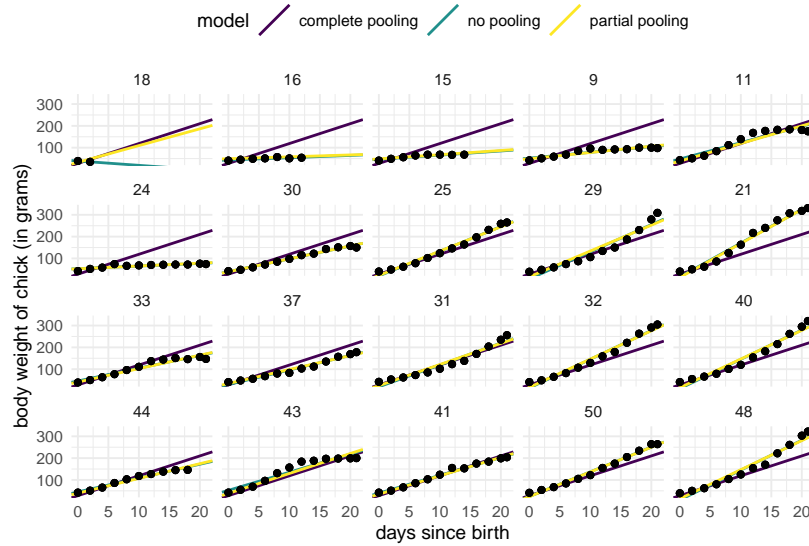 model complete pooling no pooling partial pooling
18 16 15 9 11
300
200
100
24 30 25 29 21
300
200
100
33 37 31 32 40
300
200
100
44 43 41 50 48
300
200
100
0 5 10 15 20 0 5 10 15 20 0 5 10 15 20 0 5 10 15 20 0 5 10 15 20
days since birth
body weight of chick (in grams)